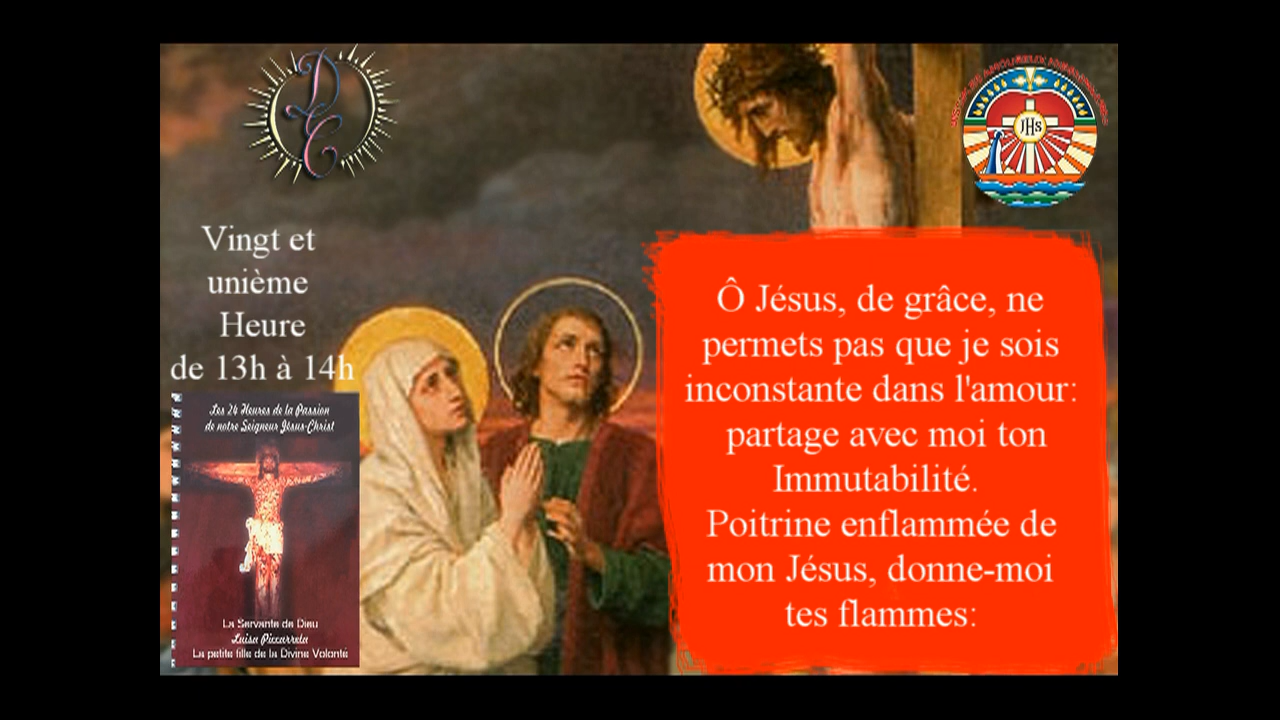 DC
Vingt et
unième
Heure
de 13h à 14h
Les 24 Heures de la Passion
de notre Seigneur Jésus-Christ
La Servante de Dieu
Luisa Piccarreta
La petite fille de la Divine Volonté
JHS
Ô Jésus, de grâce, ne
permets pas que je sois
inconstante dans l'amour:
partage avec moi ton
Immutabilité.
Poitrine enflammée de
mon Jésus, donne-moi
tes flammes: